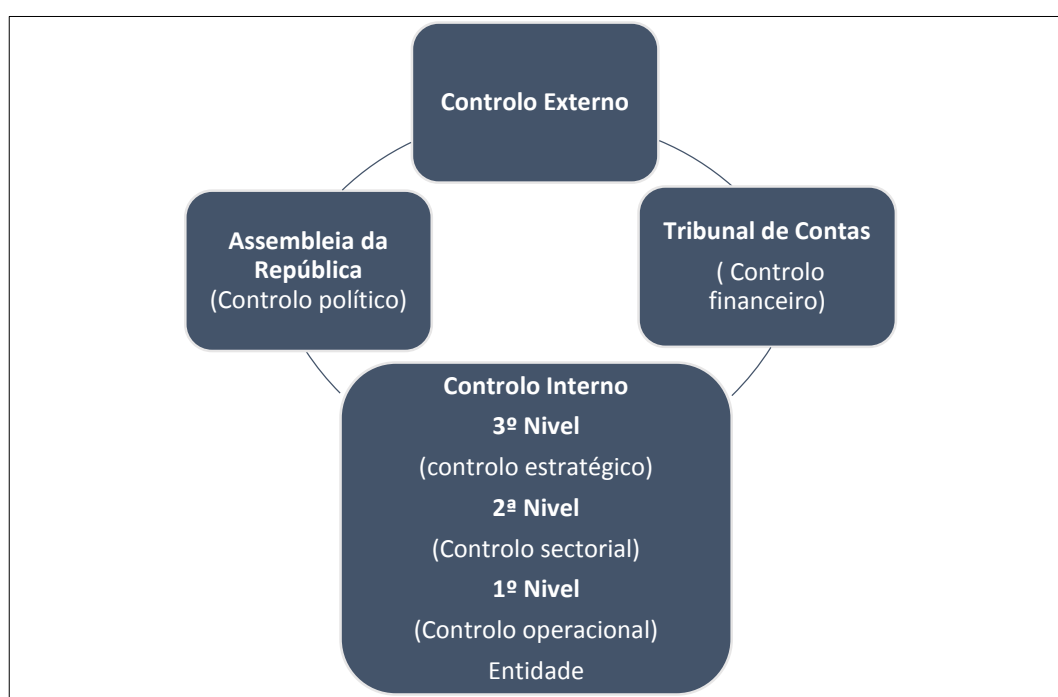 Controlo Externo
Assembleia da
República
(Controlo político)
Tribunal de Contas
( Controlo
financeiro)
Controlo Interno
3º Nivel
(controlo estratégico)
2ª Nivel
(Controlo sectorial)
1º Nivel
(Controlo operacional)
Entidade